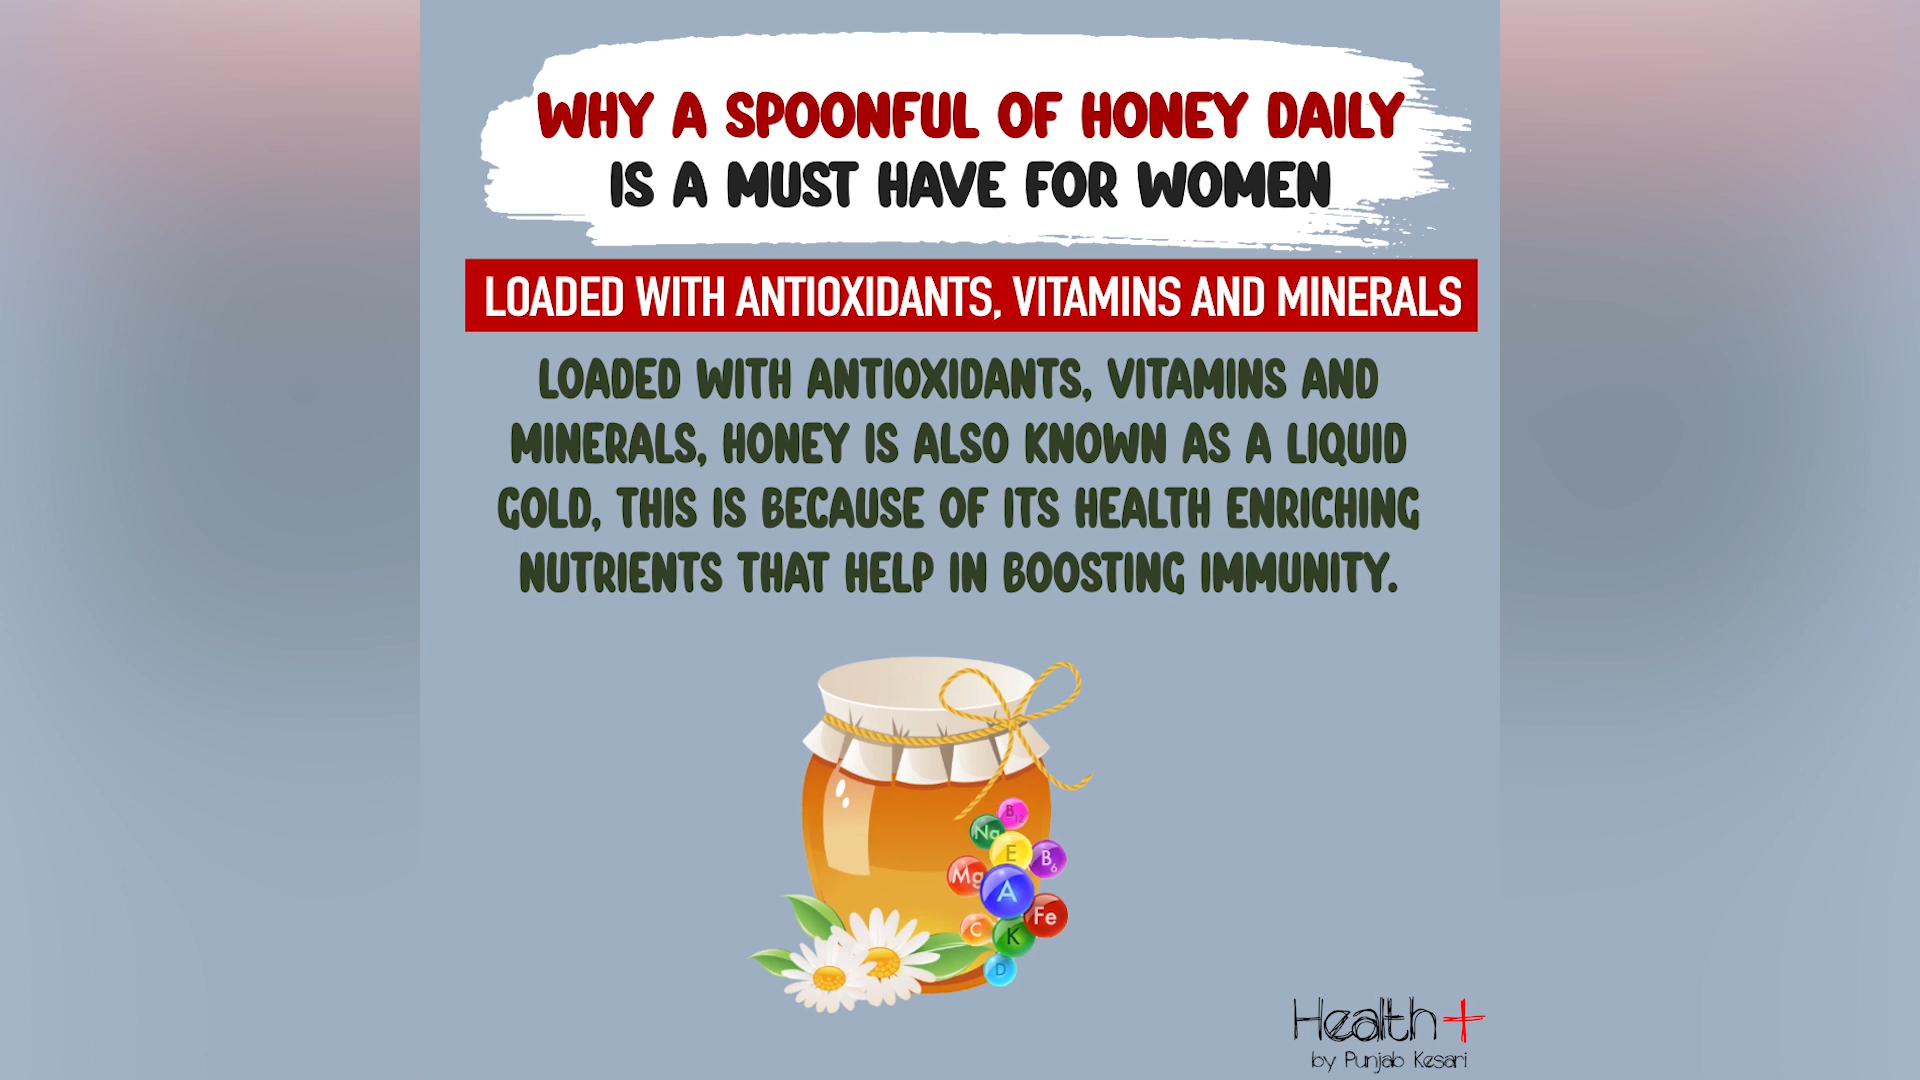 WHY A SPOONFUL OF HONEY DAILY
IS A MUST HAVE FOR WOMEN
LOADED WITH ANTIOXIDANTS, VITAMINS AND MINERALS
LOADED WITH ANTIOXIDANTS, VITAMINS AND
MINERALS, HONEY IS ALSO KNOWN AS A LIQUID
GOLD, THIS IS BECAUSE OF ITS HEALTH ENRICHING
NUTRIENTS THAT HELP IN BOOSTING IMMUNITY.
B12
Na
E
B6
Mg
A
Fe
C
K
D
Health+
by Punjab Kesari